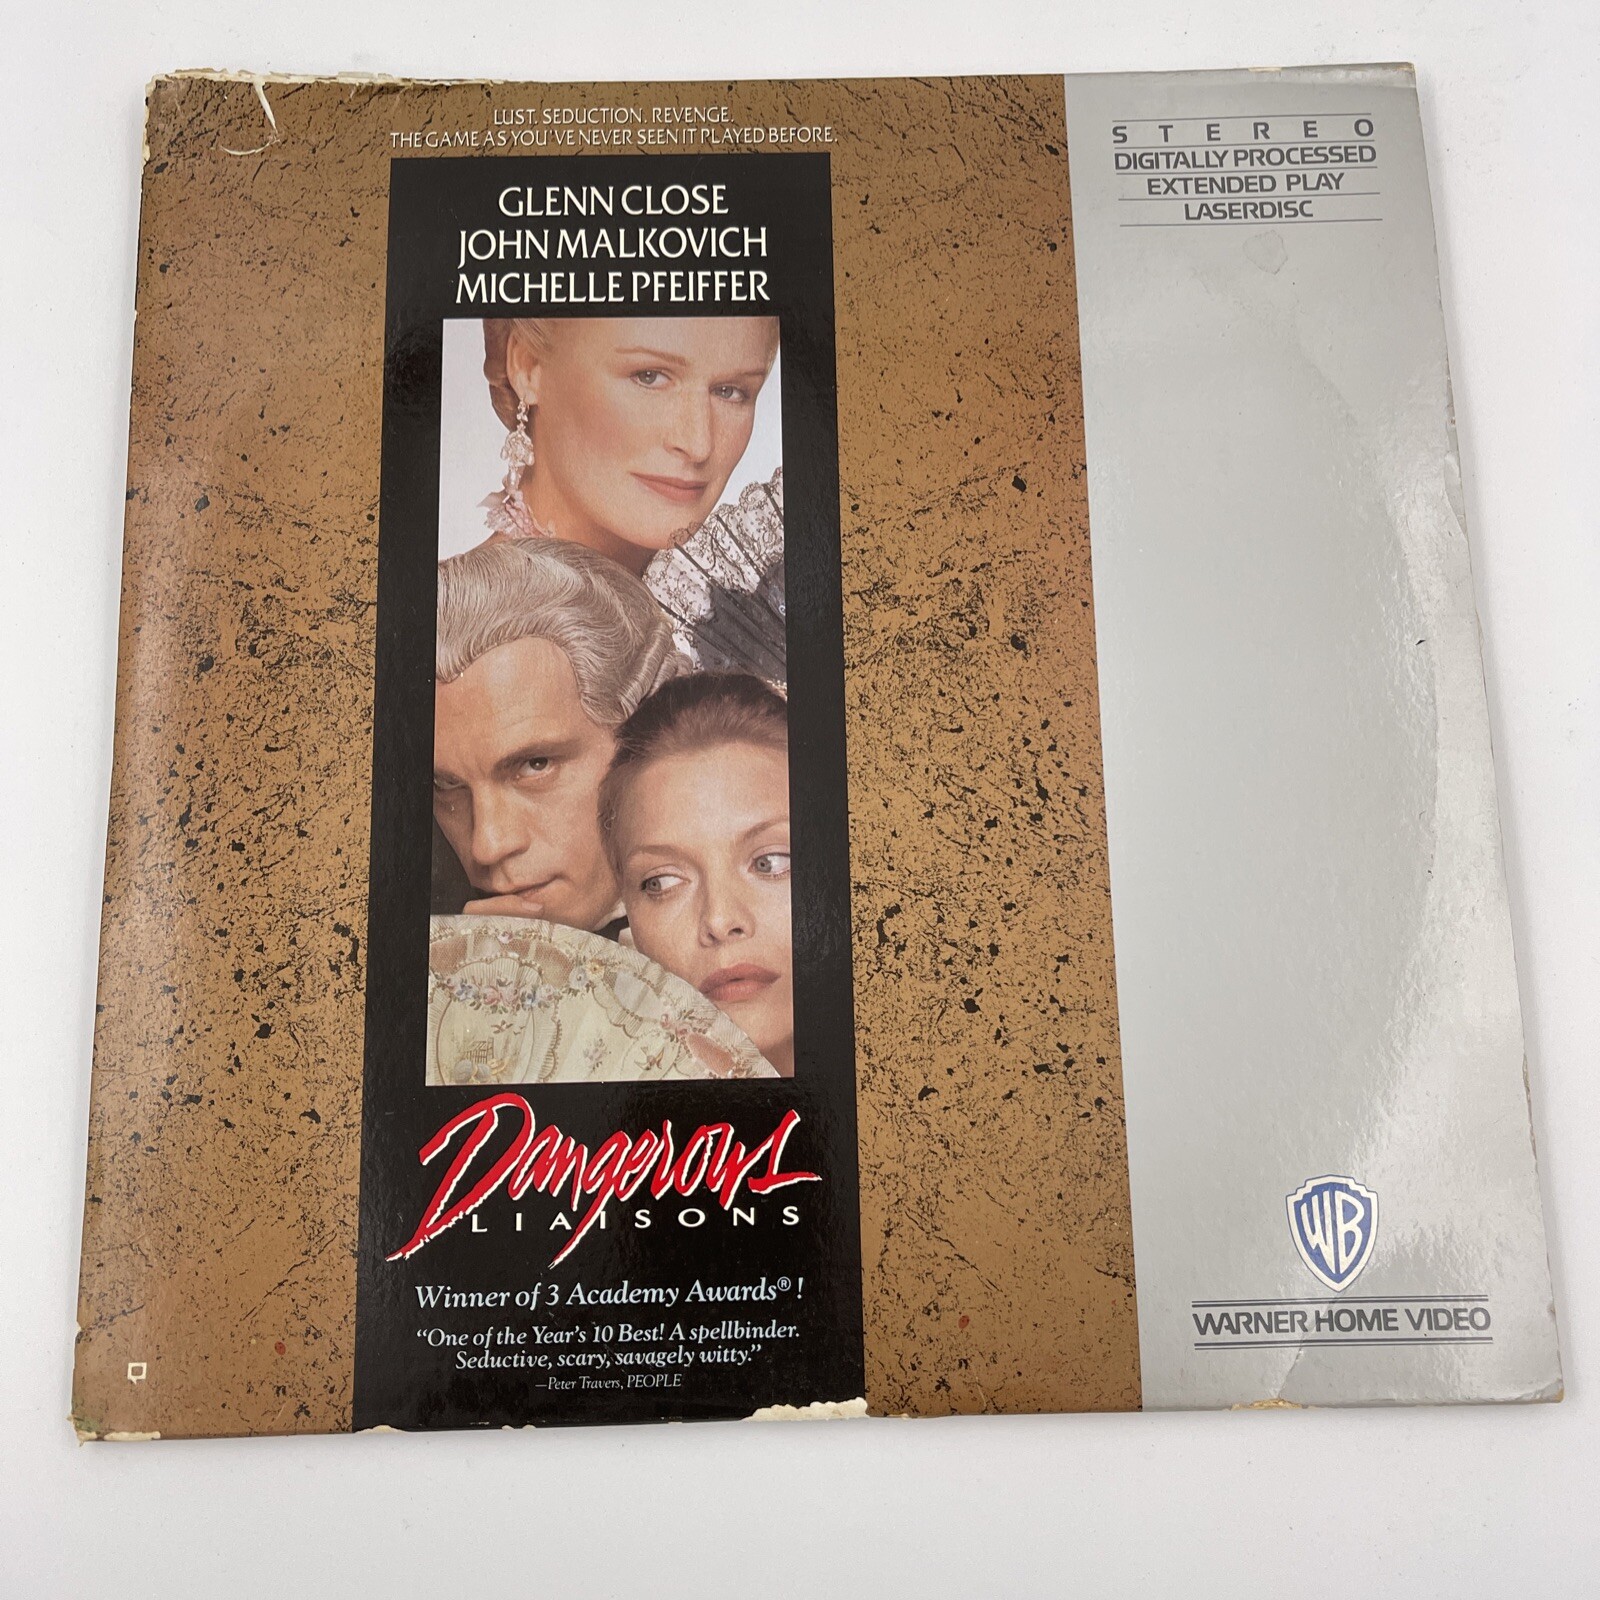 LUST. SEDUCTION. REVENGE.
THE GAME AS YOU'VE NEVER SEEN IT PLAYED BEFORE.
GLENN CLOSE
JOHN MALKOVICH
MICHELLE PFEIFFER
Dangerous
LIAISONS
Winner of 3 Academy Awards® !
“One of the Year's 10 Best! A spellbinder.
Seductive, scary, savagely witty.”
—Peter Travers, PEOPLE
STEREO
DIGITALLY PROCESSED
EXTENDED PLAY
LASERDISC
WB
WARNER HOME VIDEO